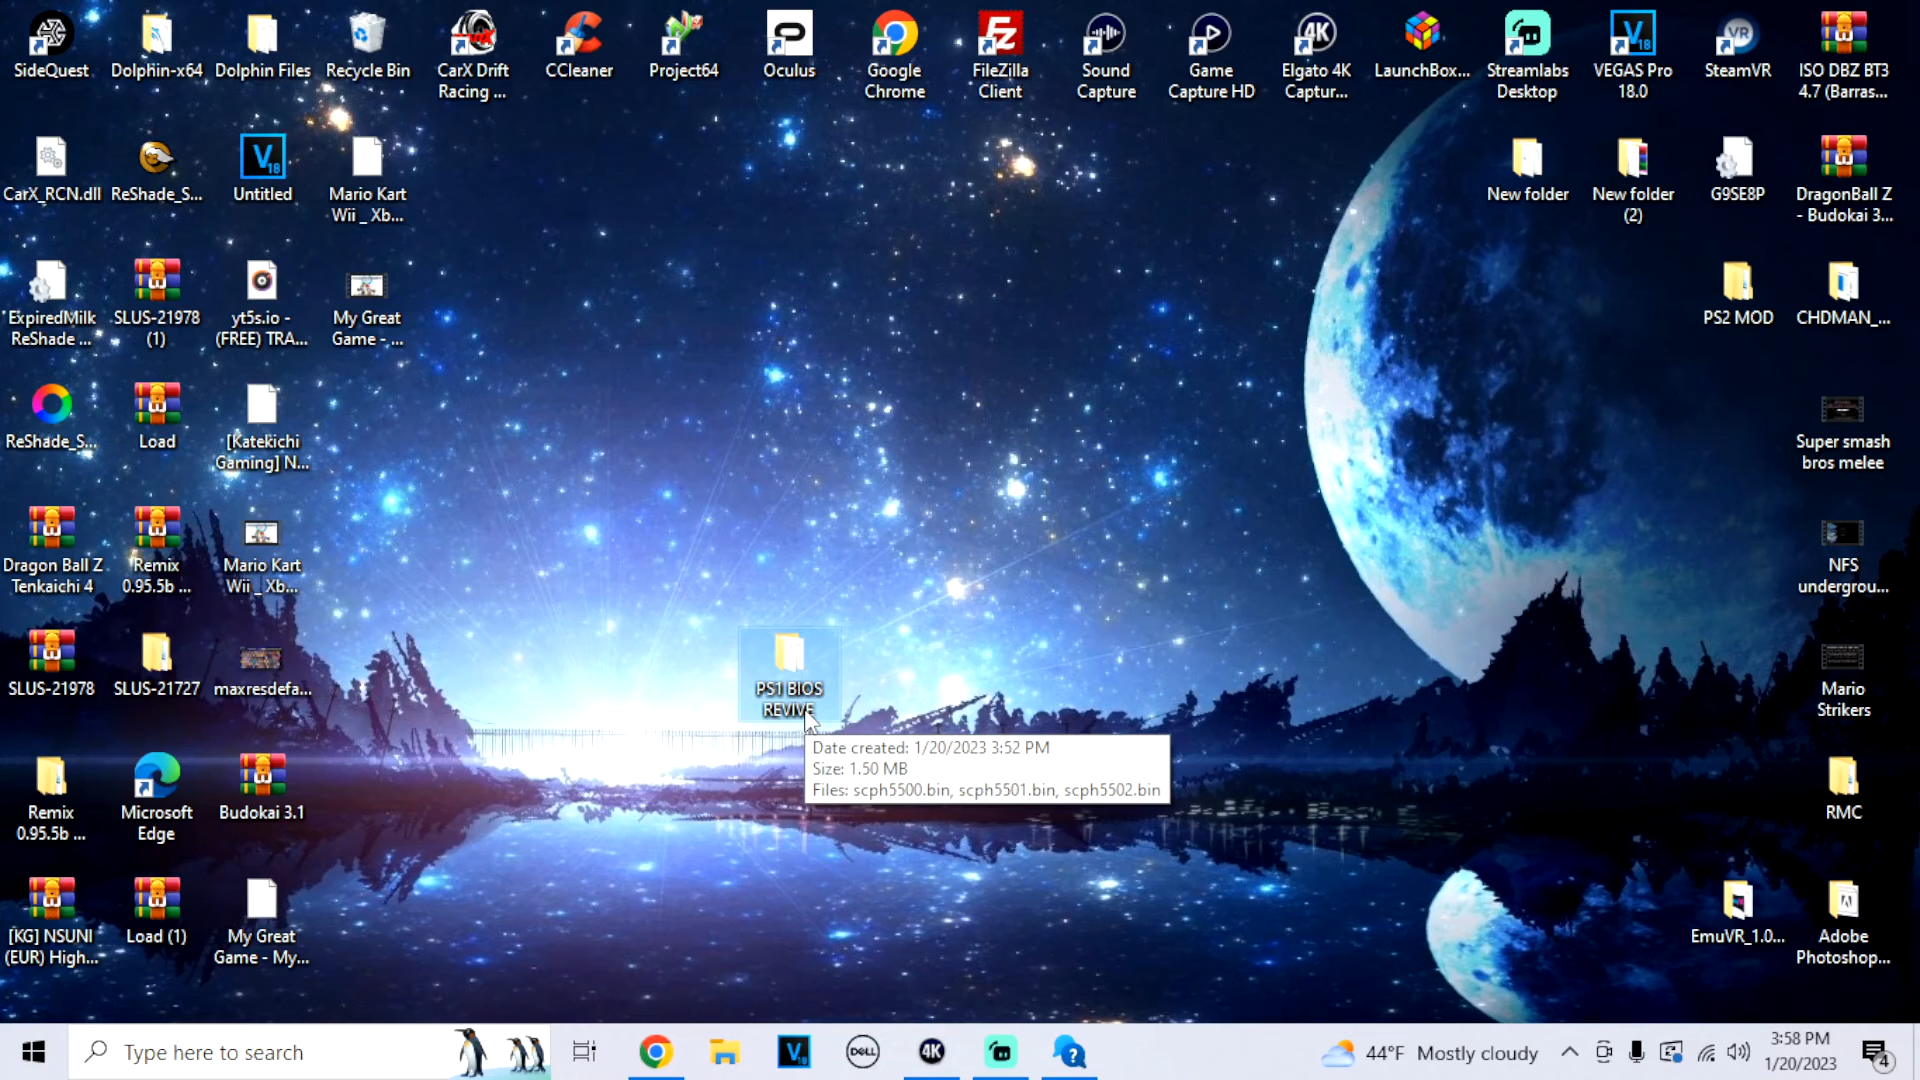 SideQuest
Dolphin-x64
Dolphin Files
Recycle Bin
CarX Drift
Racing ...
CCleaner
Project64
Oculus
Google
Chrome
FileZilla
Client
Sound
Capture
Game
Capture HD
4K
Elgato 4K
Captur...
LaunchBox...
Streamlabs
Desktop
V 18
VEGAS Pro
18.0
VR
SteamVR
ISO DBZ BT3
4.7 (Barras...
CarX_RCN.dll
ReShade_S...
V 18
Untitled
Mario Kart
Wii _ Xb...
New folder
New folder
(2)
G9SE8P
DragonBall Z
- Budokai 3...
ExpiredMilk
ReShade ...
SLUS-21978
(1)
yt5s.io -
(FREE) TRA...
My Great
Game - ...
PS2 MOD
CHDMAN_...
ReShade_S...
Load
[Katekichi
Gaming] N...
Super smash
bros melee
Dragon Ball Z
Tenkaichi 4
Remix
0.95.5b ...
Mario Kart
Wii _ Xb...
NFS
undergrou...
SLUS-21978
SLUS-21727
maxresdefa...
PS1 BIOS
REVIVE
Mario
Strikers
Date created: 1/20/2023 3:52 PM
Size: 1.50 MB
Files: scph5500.bin, scph5501.bin, scph5502.bin
Remix
0.95.5b ...
Microsoft
Edge
Budokai 3.1
RMC
[KG] NSUNI
(EUR) High...
Load (1)
My Great
Game - My...
EmuVR_1.0...
Adobe
Photoshop...
Type here to search
V 18
DELL
4K
?
44°F Mostly cloudy
3:58 PM
1/20/2023
4